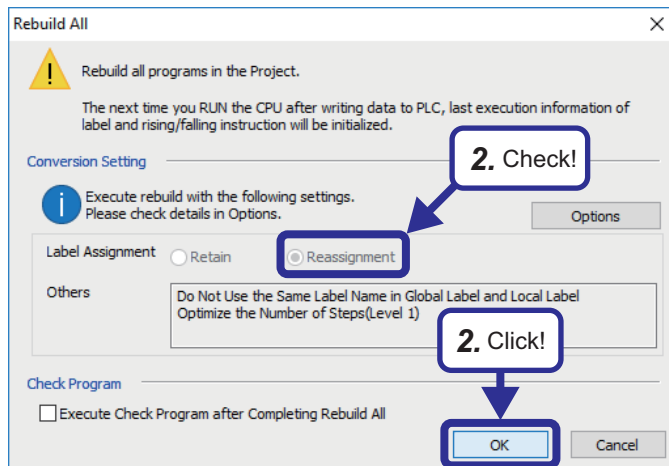 Rebuild All
Rebuild all programs in the Project.
The next time you RUN the CPU after writing data to PLC, last execution information of
label and rising/falling instruction will be initialized.
Conversion Setting
2. Check!
Execute rebuild with the following settings.
Please check details in Options.
Options
Label Assignment
Retain
Reassignment
Others
Do Not Use the Same Label Name in Global Label and Local Label
Optimize the Number of Steps(Level 1)
2. Click!
Check Program
Execute Check Program after Completing Rebuild All
OK
Cancel